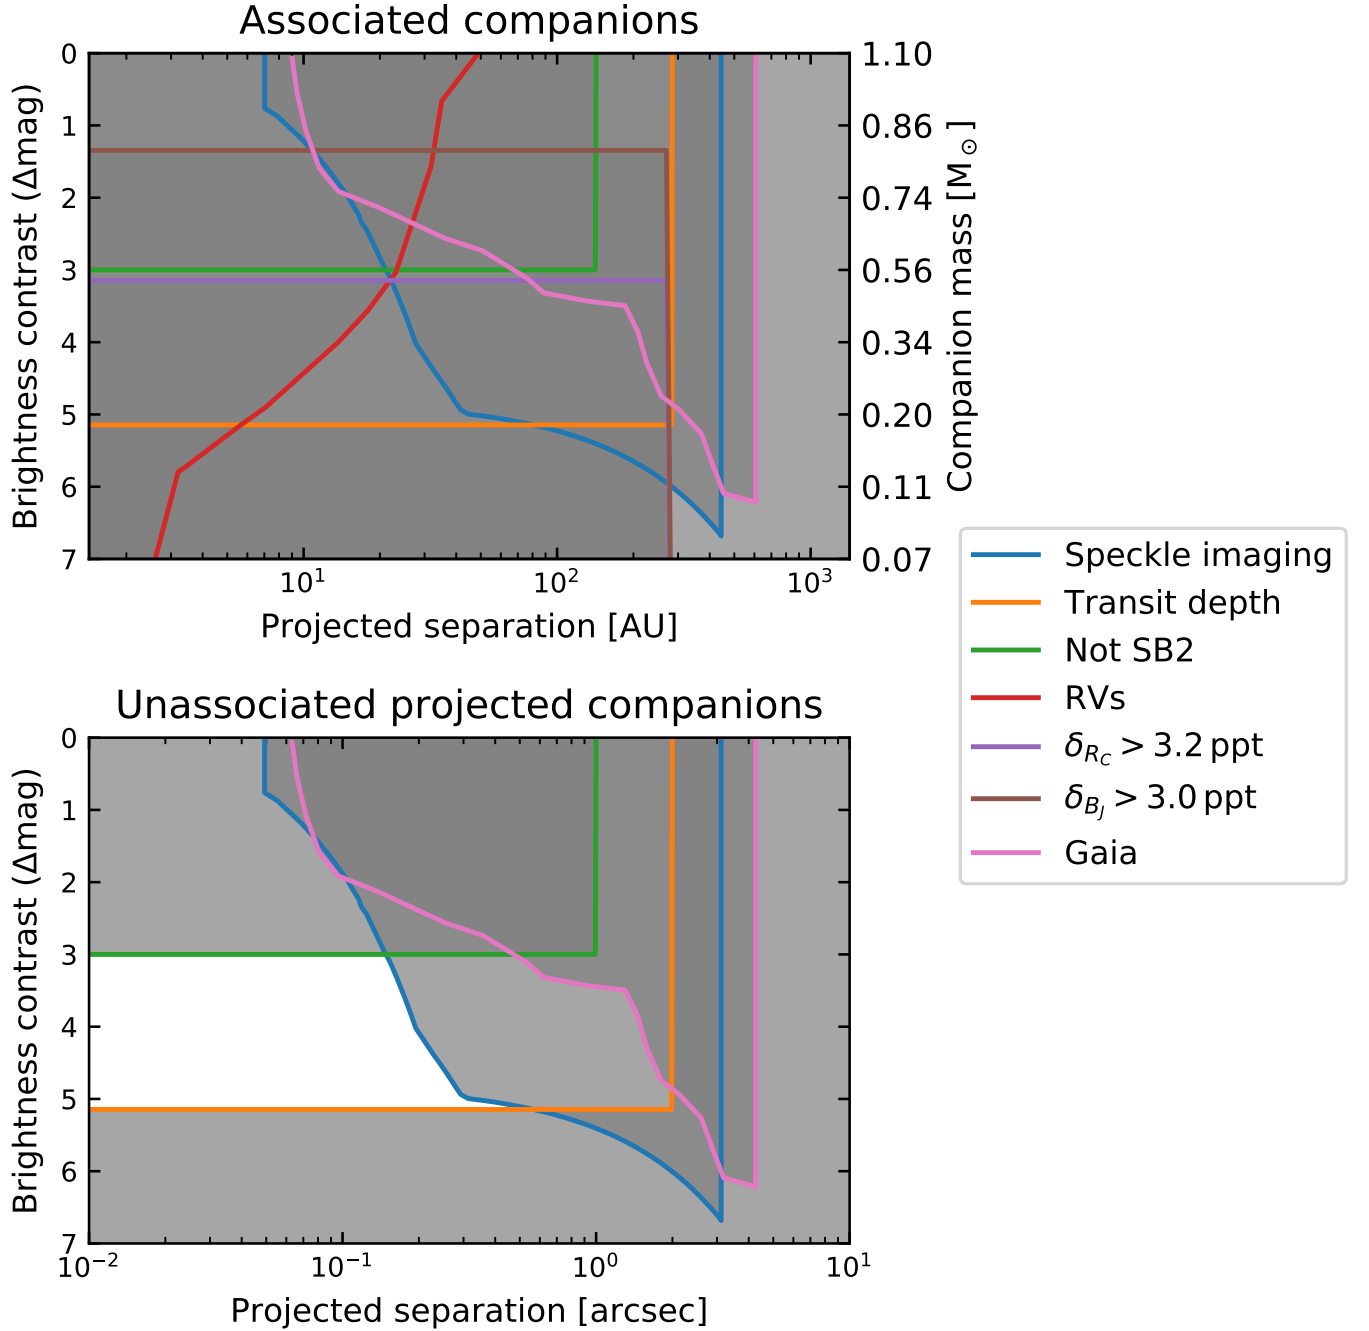 Associated companions
0
1
2
3
4
5
6
7
Brightness contrast (Δmag)
1.10
0.86
0.74
0.56
0.34
0.20
0.11
0.07
Companion mass [M⊙]
10¹ 10² 10³
Projected separation [AU]
Speckle imaging
Transit depth
Not SB2
RVs
δ_{R_C} > 3.2 ppt
δ_{B_J} > 3.0 ppt
Gaia
Unassociated projected companions
0
1
2
3
4
5
6
7
Brightness contrast (Δmag)
10⁻² 10⁻¹ 10⁰ 10¹
Projected separation [arcsec]